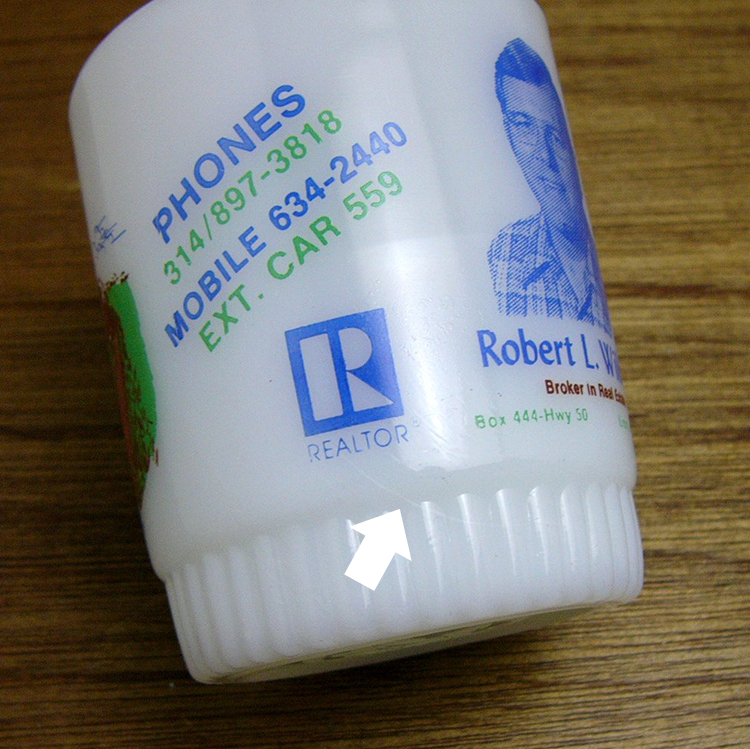 PHONES
314/897-3818
MOBILE 634-2440
EXT. CAR 559
R
REALTOR®
Robert L.
Broker in Real
Box 444-Hwy 50